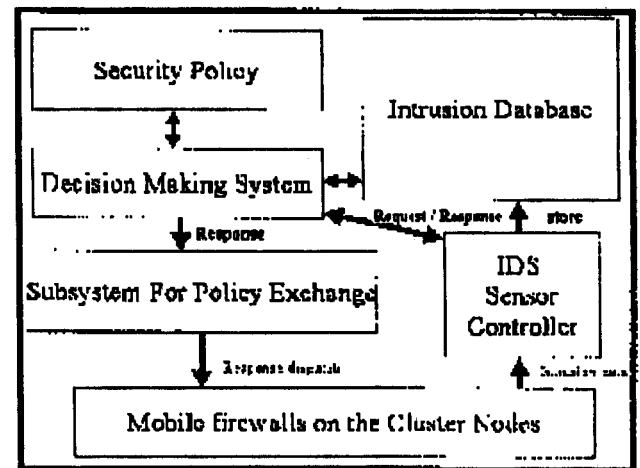 Security Policy
Intrusion Database
Decision Making System
Request / Response
store
Response
IDS
Sensor
Controller
Subsystem For Policy Exchange
Response dispatch
Mobile firewalls on the Cluster Nodes